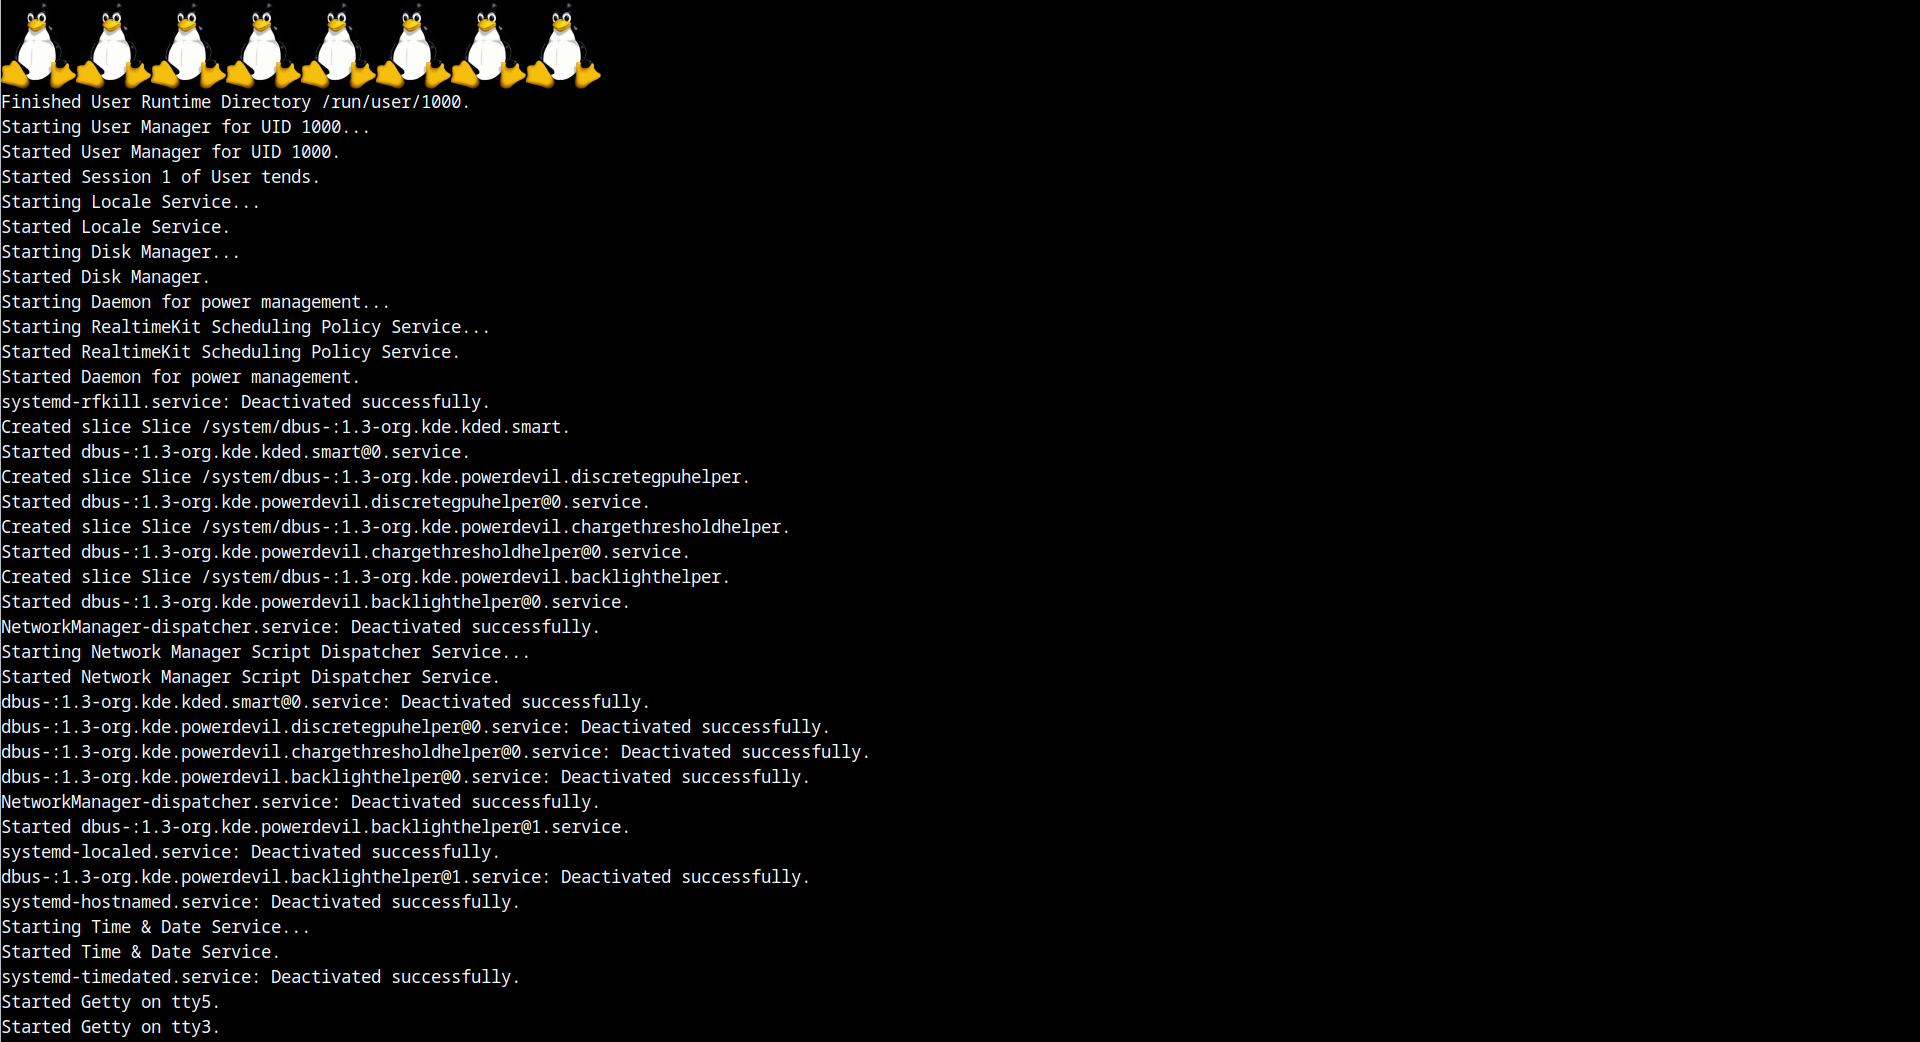 Finished User Runtime Directory /run/user/1000.
Starting User Manager for UID 1000...
Started User Manager for UID 1000.
Started Session 1 of User tends.
Starting Locale Service...
Started Locale Service.
Starting Disk Manager...
Started Disk Manager.
Starting Daemon for power management...
Starting RealtimeKit Scheduling Policy Service...
Started RealtimeKit Scheduling Policy Service.
Started Daemon for power management.
systemd-rfkill.service: Deactivated successfully.
Created slice Slice /system/dbus-:1.3-org.kde.kded.smart.
Started dbus-:1.3-org.kde.kded.smart@0.service.
Created slice Slice /system/dbus-:1.3-org.kde.powerdevil.discretegpuhelper.
Started dbus-:1.3-org.kde.powerdevil.discretegpuhelper@0.service.
Created slice Slice /system/dbus-:1.3-org.kde.powerdevil.chargethresholdhelper.
Started dbus-:1.3-org.kde.powerdevil.chargethresholdhelper@0.service.
Created slice Slice /system/dbus-:1.3-org.kde.powerdevil.backlighthelper.
Started dbus-:1.3-org.kde.powerdevil.backlighthelper@0.service.
NetworkManager-dispatcher.service: Deactivated successfully.
Starting Network Manager Script Dispatcher Service...
Started Network Manager Script Dispatcher Service.
dbus-:1.3-org.kde.kded.smart@0.service: Deactivated successfully.
dbus-:1.3-org.kde.powerdevil.discretegpuhelper@0.service: Deactivated successfully.
dbus-:1.3-org.kde.powerdevil.chargethresholdhelper@0.service: Deactivated successfully.
dbus-:1.3-org.kde.powerdevil.backlighthelper@0.service: Deactivated successfully.
NetworkManager-dispatcher.service: Deactivated successfully.
Started dbus-:1.3-org.kde.powerdevil.backlighthelper@1.service.
systemd-localed.service: Deactivated successfully.
dbus-:1.3-org.kde.powerdevil.backlighthelper@1.service: Deactivated successfully.
systemd-hostnamed.service: Deactivated successfully.
Starting Time & Date Service...
Started Time & Date Service.
systemd-timedated.service: Deactivated successfully.
Started Getty on tty5.
Started Getty on tty3.